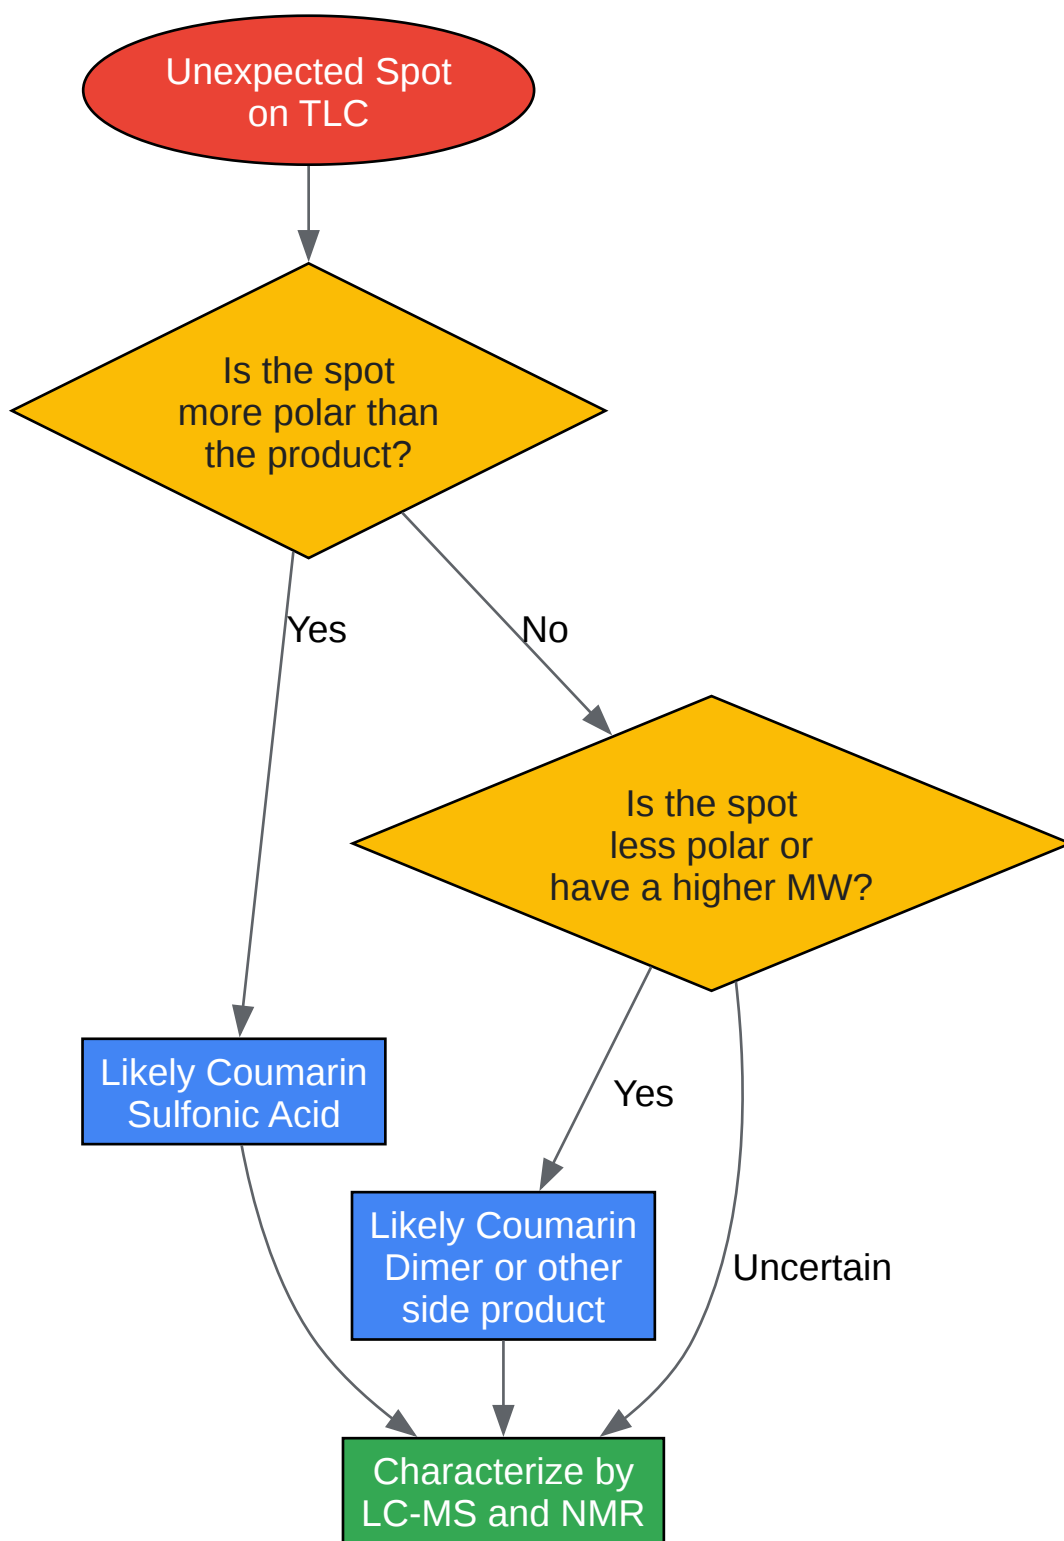 Unexpected Spot
on TLC
Is the spot
more polar than
the product?
Yes
No
Is the spot
less polar or
have a higher MW?
Likely Coumarin
Sulfonic Acid
Yes
Likely Coumarin
Dimer or other
side product
Uncertain
Characterize by
LC-MS and NMR